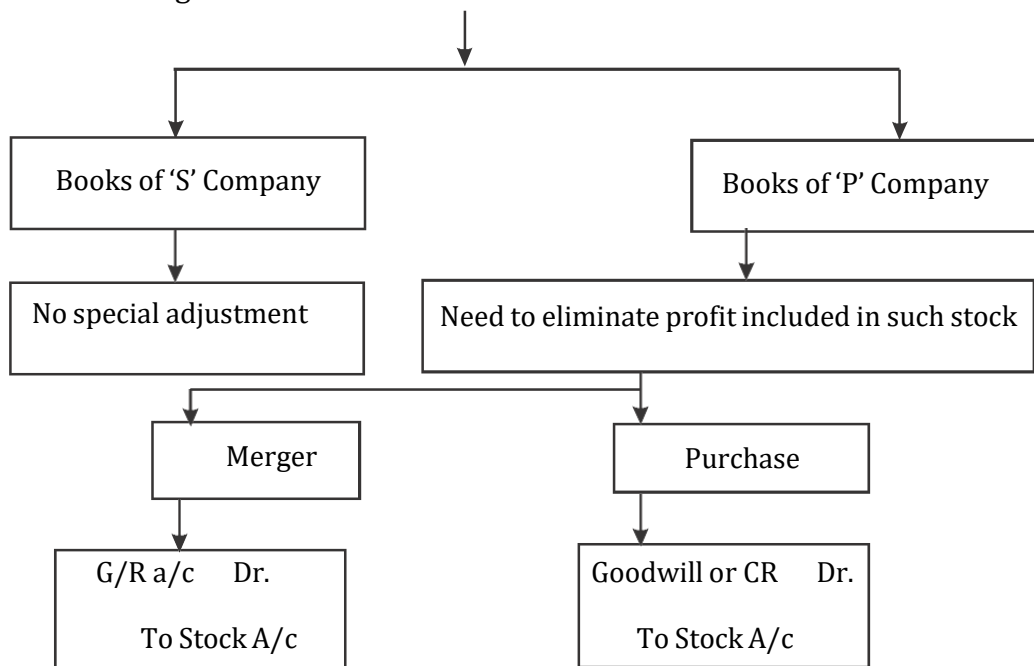 Books of ‘S’ Company
Books of ‘P’ Company
No special adjustment
Need to eliminate profit included in such stock
Merger
Purchase
G/R a/c Dr.
To Stock A/c
Goodwill or CR Dr.
To Stock A/c